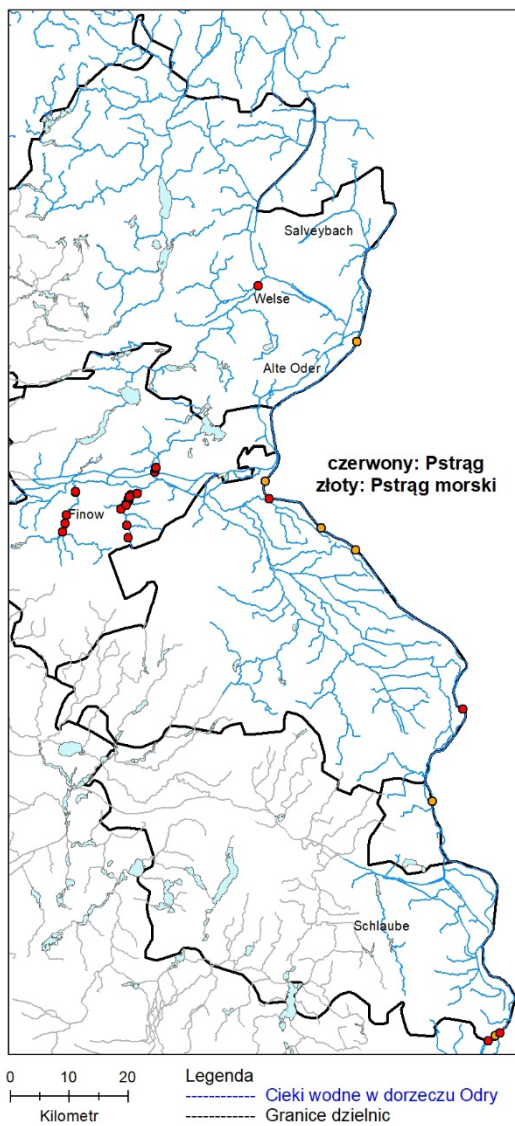 Salveybach
Welse
Alte Oder
czerwony: Pstrąg
złoty: Pstrąg morski
Finow
Schlaube
0 10 20
Kilometr
Legenda
Cieki wodne w dorzeczu Odry
Granice dzielnic